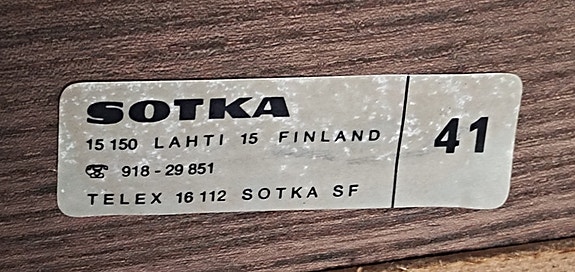 SOTKA
15 150 LAHTI 15 FINLAND
☎ 918 - 29 851
TELEX 16 112 SOTKA SF
41